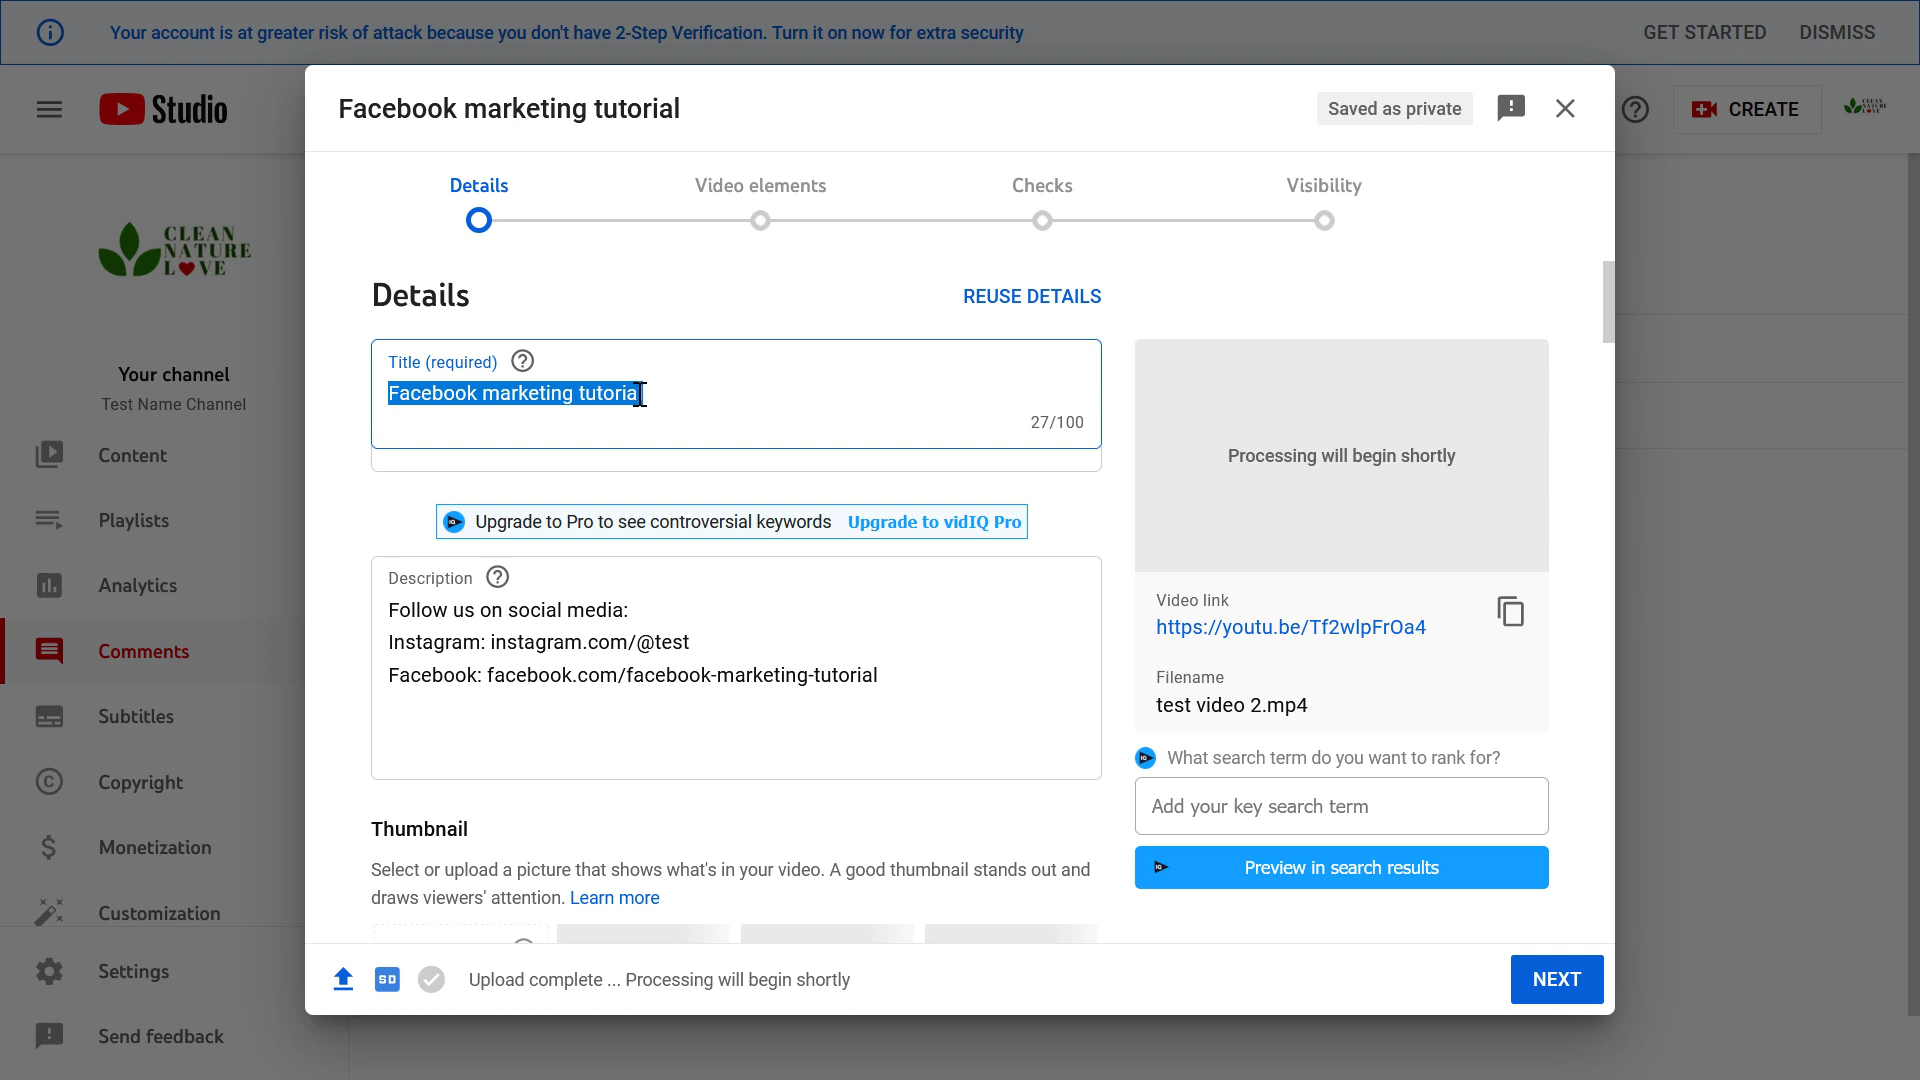 Your account is at greater risk of attack because you don't have 2-Step Verification. Turn it on now for extra security
GET STARTED
DISMISS
Studio
CREATE
Facebook marketing tutorial
Saved as private
Details
Video elements
Checks
Visibility
CLEAN
NATURE
LOVE
Your channel
Test Name Channel
Content
Playlists
Analytics
Comments
Subtitles
Copyright
Monetization
Customization
Settings
Send feedback
Details
REUSE DETAILS
Title (required)
Facebook marketing tutorial
27/100
Upgrade to Pro to see controversial keywords Upgrade to vidIQ Pro
Description
Follow us on social media:
Instagram: instagram.com/@test
Facebook: facebook.com/facebook-marketing-tutorial
Thumbnail
Select or upload a picture that shows what's in your video. A good thumbnail stands out and
draws viewers' attention. Learn more
Processing will begin shortly
Video link
https://youtu.be/Tf2wlpFrOa4
Filename
test video 2.mp4
What search term do you want to rank for?
Add your key search term
Preview in search results
SD
Upload complete ... Processing will begin shortly
NEXT